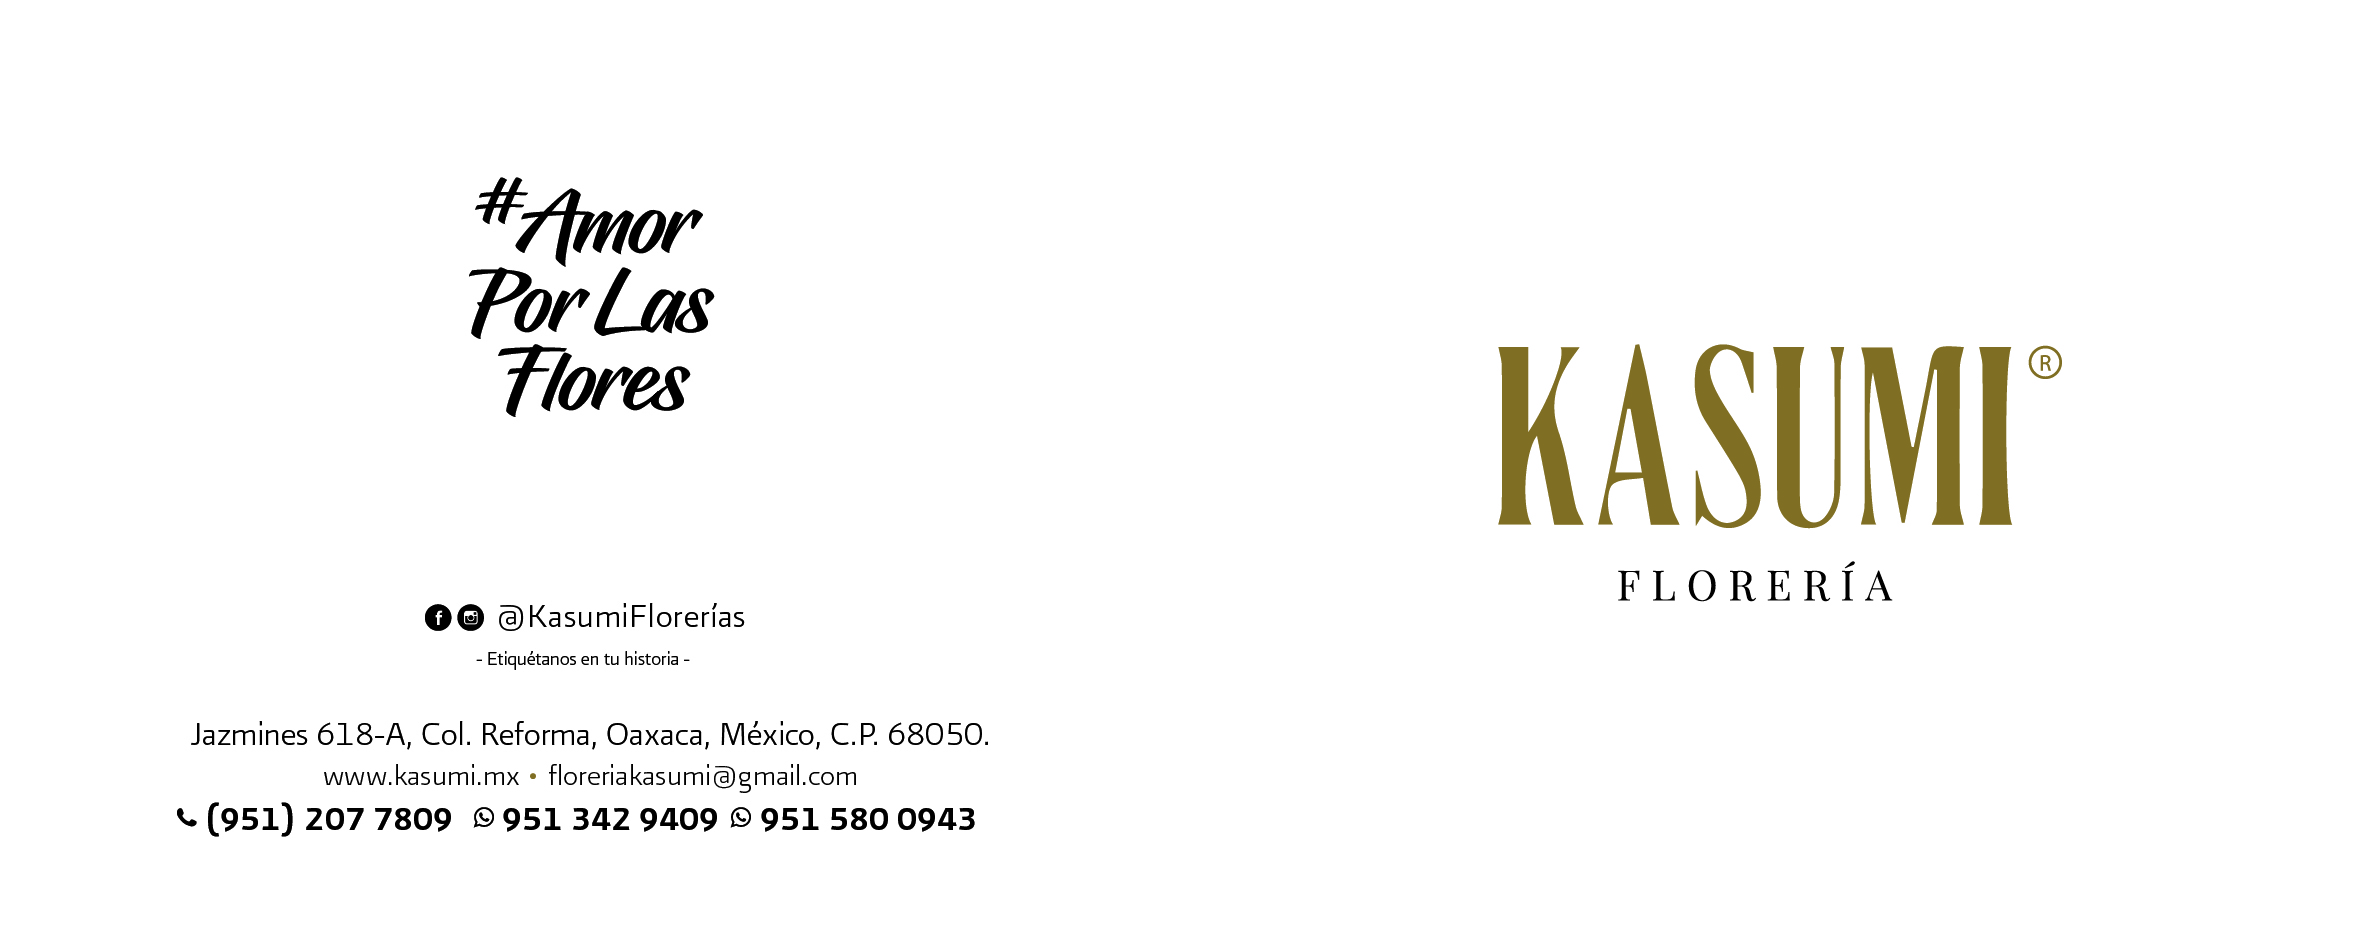 #Amor
Por Las
Flores
@KasumiFlorerías
- Etiquétanos en tu historia -
Jazmines 618-A, Col. Reforma, Oaxaca, México, C.P. 68050.
www.kasumi.mx • floreriakasumi@gmail.com
(951) 207 7809 951 342 9409 951 580 0943
KASUMI®
FLORERÍA